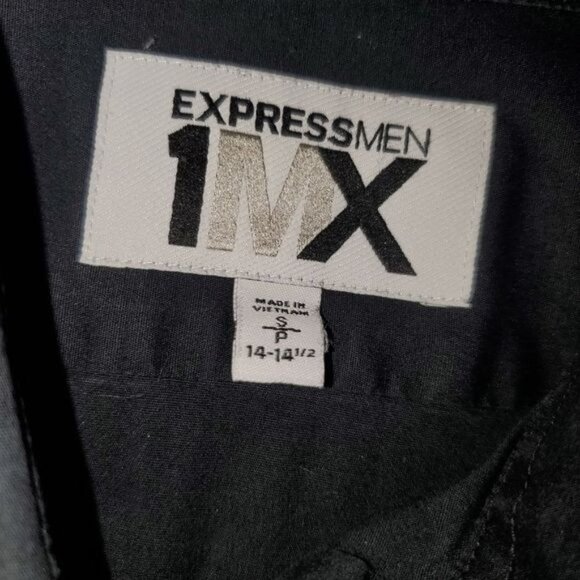 EXPRESSMEN
1MX
MADE IN
VIETNAM
S
P
14-14 1/2